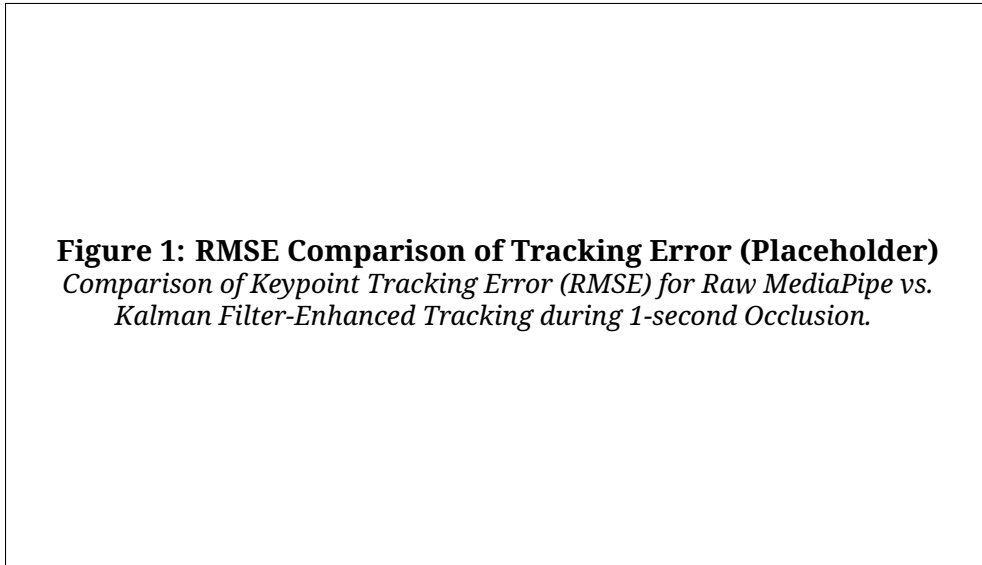 Figure 1: RMSE Comparison of Tracking Error (Placeholder)
Comparison of Keypoint Tracking Error (RMSE) for Raw MediaPipe vs.
Kalman Filter-Enhanced Tracking during 1-second Occlusion.